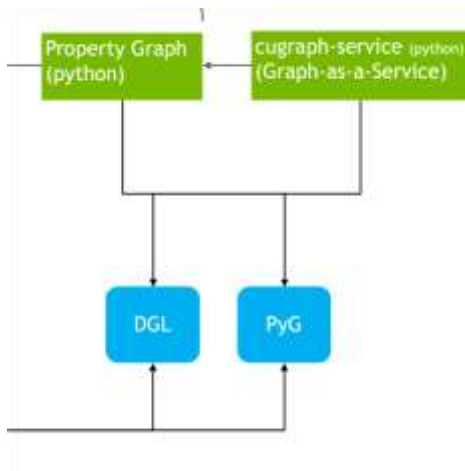 Property Graph
(python)
cugraph-service (python)
(Graph-as-a-Service)
DGL
PyG